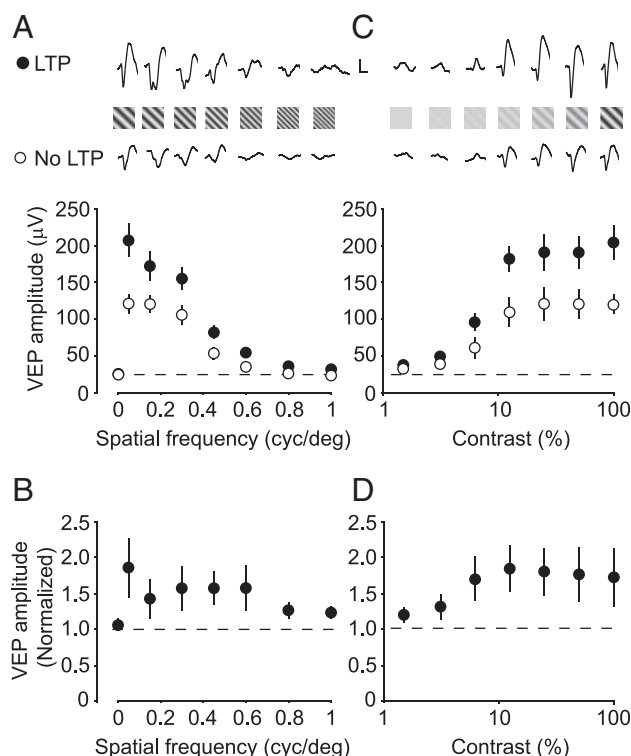 A
C
LTP
No LTP
VEP amplitude (μV)
250
200
150
100
50
0
0 0.2 0.4 0.6 0.8 1
Spatial frequency (cyc/deg)
250
200
150
100
50
0
1 10 100
Contrast (%)
B
D
VEP amplitude
(Normalized)
2.5
2.0
1.5
1.0
0.5
0
0 0.2 0.4 0.6 0.8 1
Spatial frequency (cyc/deg)
2.5
2.0
1.5
1.0
0.5
0
1 10 100
Contrast (%)